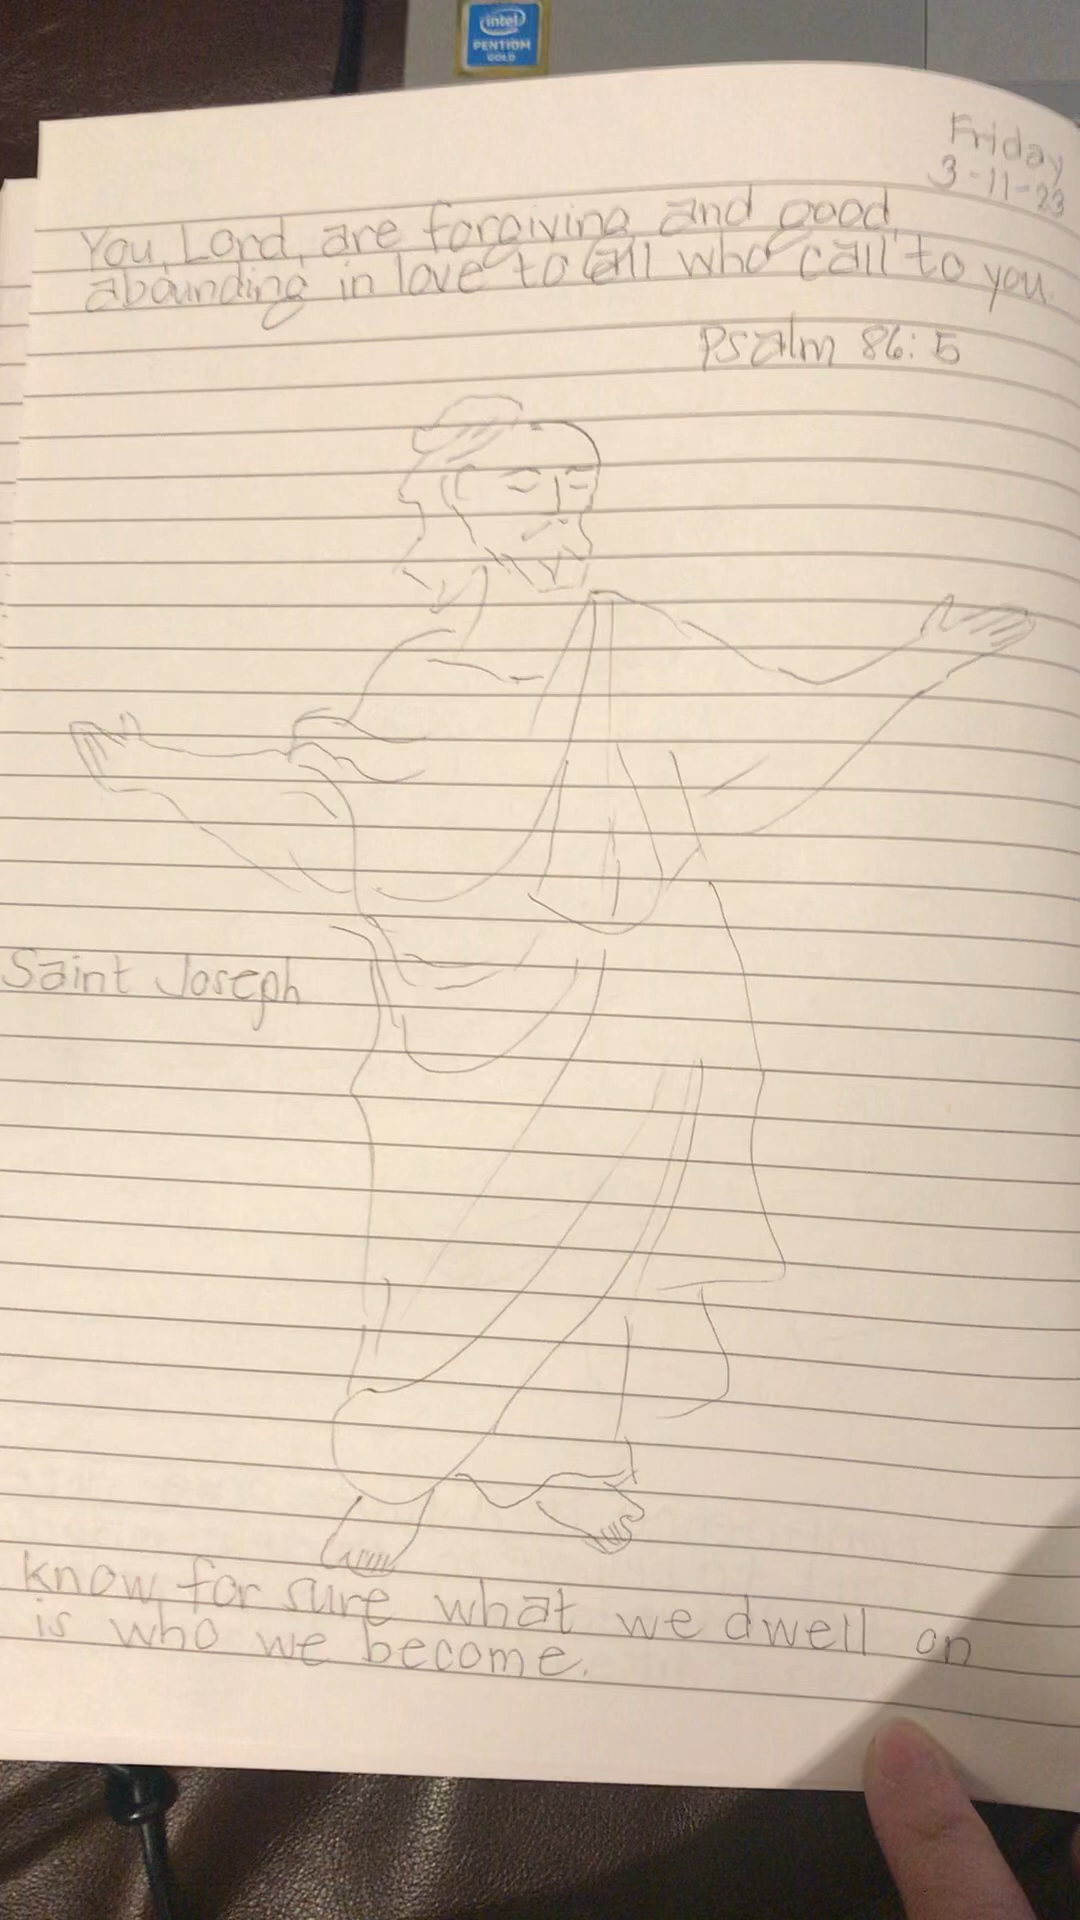 intel
PENTIUM
GOLD
Friday
3-11-23
You, Lord, are forgiving and good,
abounding in love to all who call to you.
Psalm 86:5
Saint Joseph
know for sure what we dwell on
is who we become.